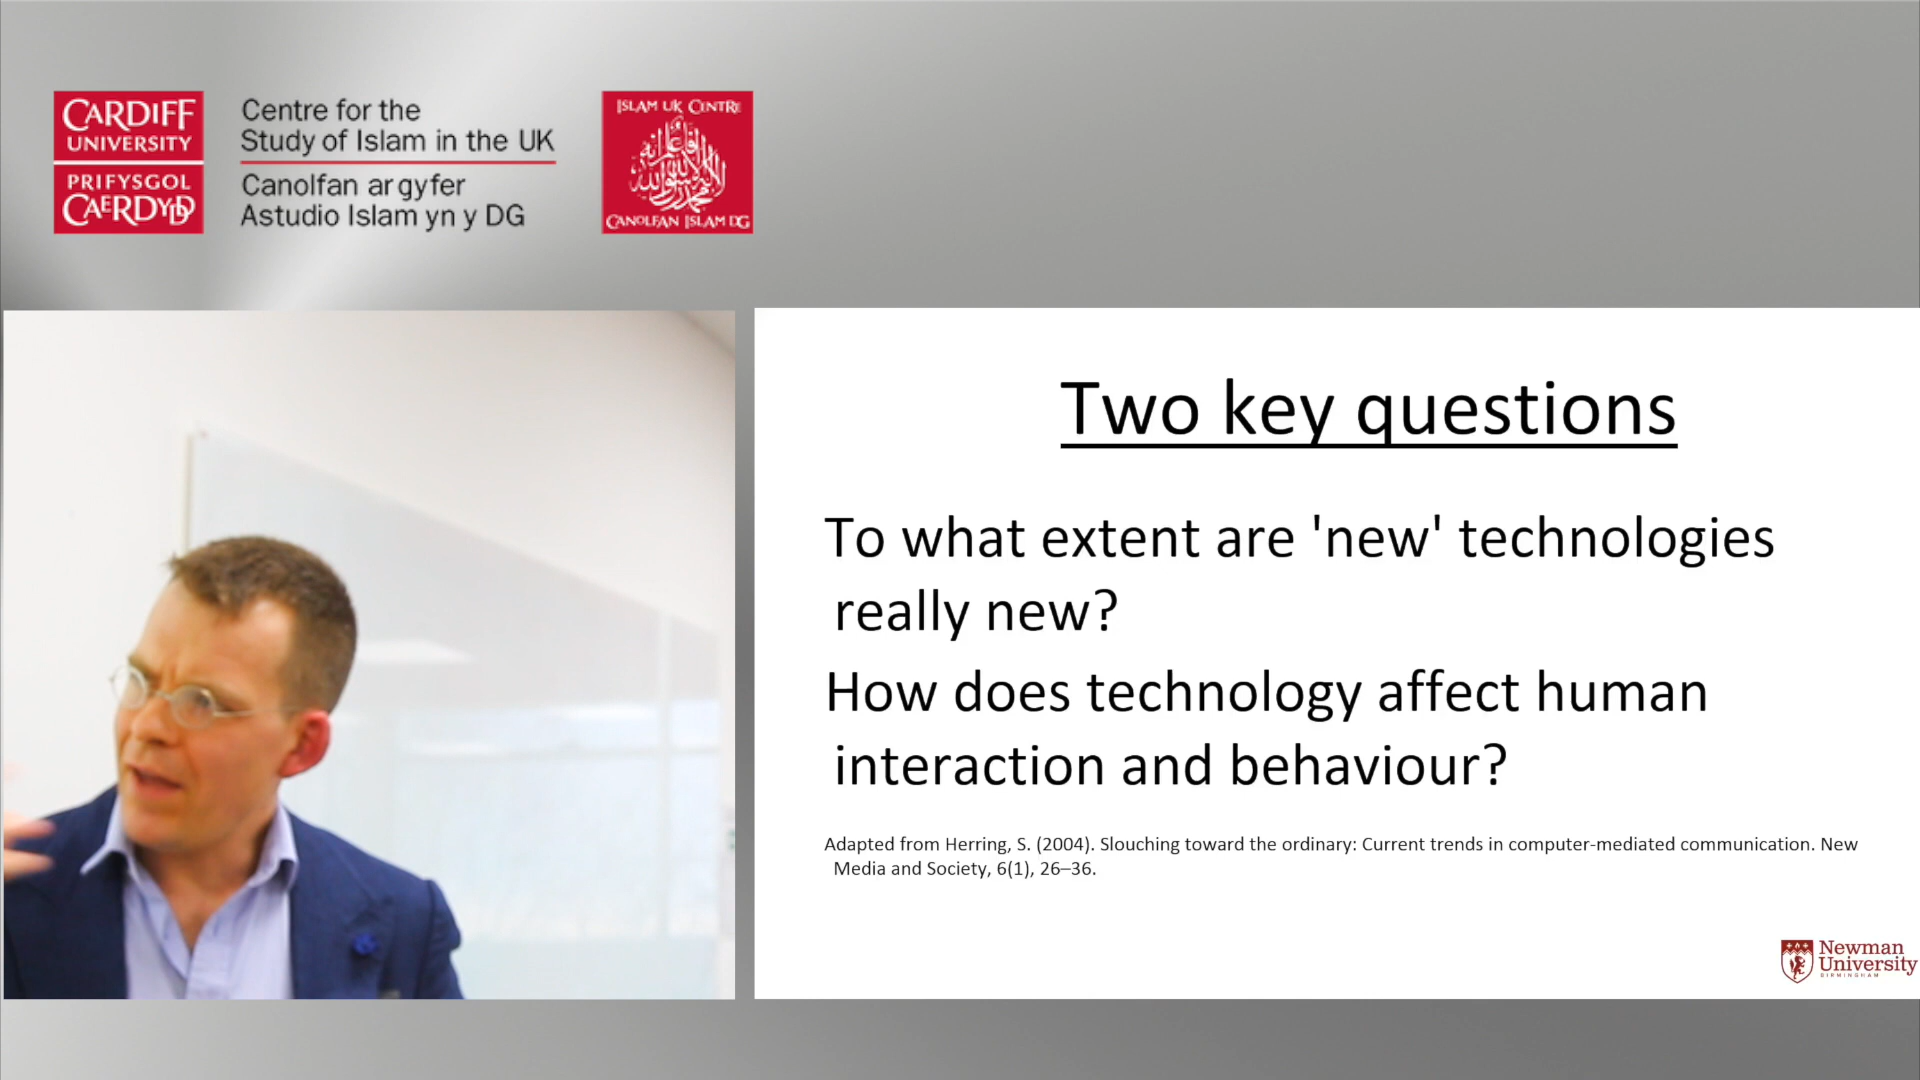 CARDIFF
UNIVERSITY
PRIFYSGOL
CAERDYDD
Centre for the
Study of Islam in the UK
Canolfan ar gyfer
Astudio Islam yn y DG
ISLAM UK CENTRE
CANOLFAN ISLAM DG
Two key questions
To what extent are 'new' technologies
really new?
How does technology affect human
interaction and behaviour?
Adapted from Herring, S. (2004). Slouching toward the ordinary: Current trends in computer-mediated communication. New
Media and Society, 6(1), 26–36.
Newman
University
BIRMINGHAM